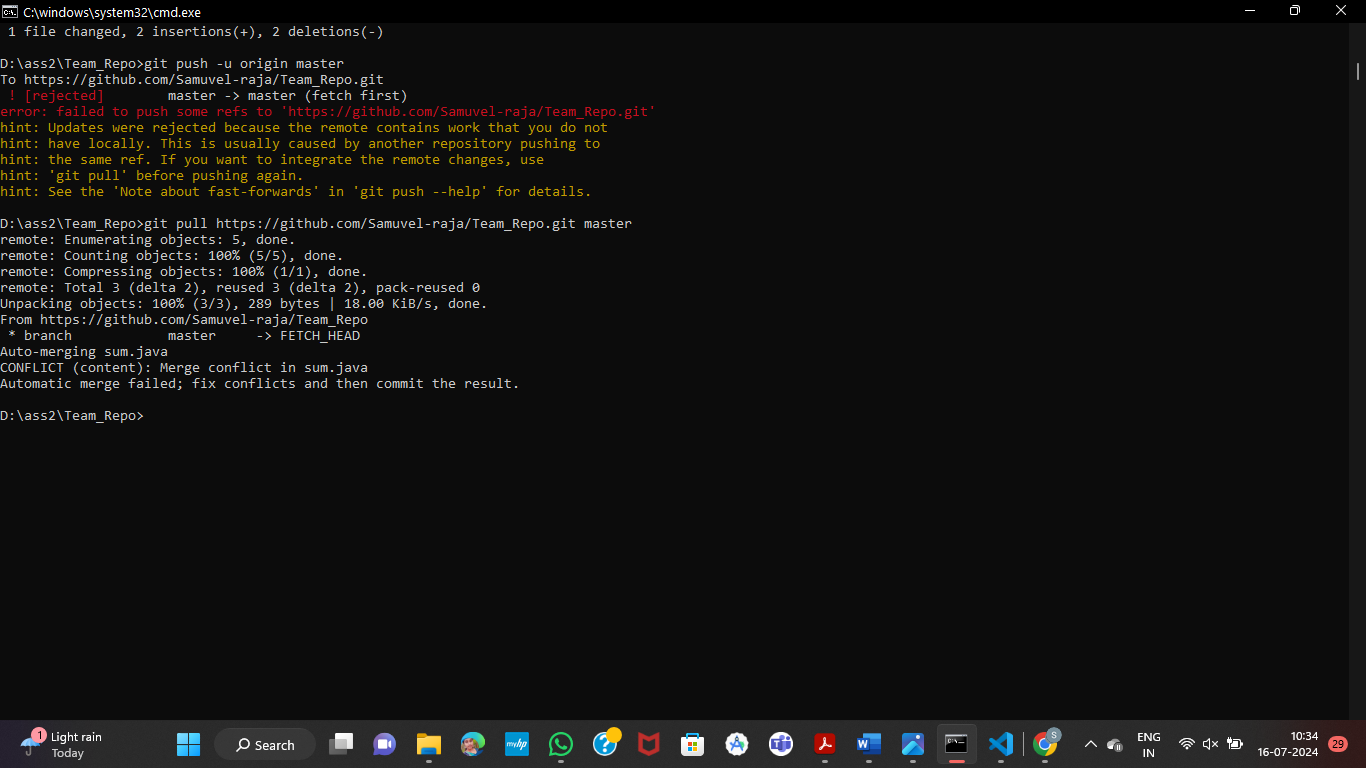 C:\windows\system32\cmd.exe
1 file changed, 2 insertions(+), 2 deletions(-)
D:\ass2\Team_Repo>git push -u origin master
To https://github.com/Samuvel-raja/Team_Repo.git
! [rejected]        master -> master (fetch first)
error: failed to push some refs to 'https://github.com/Samuvel-raja/Team_Repo.git'
hint: Updates were rejected because the remote contains work that you do not
hint: have locally. This is usually caused by another repository pushing to
hint: the same ref. If you want to integrate the remote changes, use
hint: 'git pull' before pushing again.
hint: See the 'Note about fast-forwards' in 'git push --help' for details.
D:\ass2\Team_Repo>git pull https://github.com/Samuvel-raja/Team_Repo.git master
remote: Enumerating objects: 5, done.
remote: Counting objects: 100% (5/5), done.
remote: Compressing objects: 100% (1/1), done.
remote: Total 3 (delta 2), reused 3 (delta 2), pack-reused 0
Unpacking objects: 100% (3/3), 289 bytes | 18.00 KiB/s, done.
From https://github.com/Samuvel-raja/Team_Repo
* branch            master     -> FETCH_HEAD
Auto-merging sum.java
CONFLICT (content): Merge conflict in sum.java
Automatic merge failed; fix conflicts and then commit the result.
D:\ass2\Team_Repo>
1
Light rain
Today
Search
myhp
S
ENG
IN
10:34
16-07-2024
29